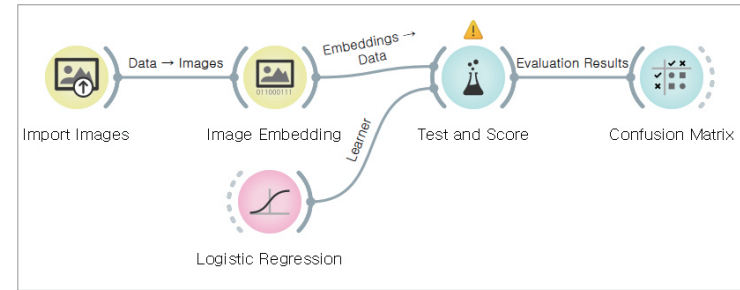 Data → Images
Embeddings →
Data
Evaluation Results
011000111
Import Images
Image Embedding
Test and Score
Confusion Matrix
Learner
Logistic Regression